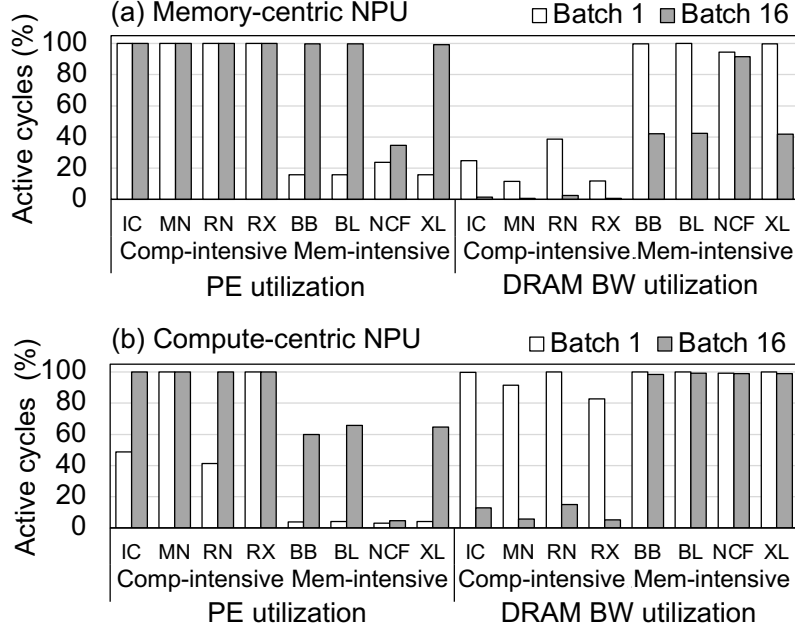 (a) Memory-centric NPU
Batch 1 Batch 16
Active cycles (%)
100
80
60
40
20
0
IC MN RN RX BB BL NCF XL IC MN RN RX BB BL NCF XL
Comp-intensive Mem-intensive Comp-intensive Mem-intensive
PE utilization DRAM BW utilization
(b) Compute-centric NPU
Batch 1 Batch 16
Active cycles (%)
100
80
60
40
20
0
IC MN RN RX BB BL NCF XL IC MN RN RX BB BL NCF XL
Comp-intensive Mem-intensive Comp-intensive Mem-intensive
PE utilization DRAM BW utilization